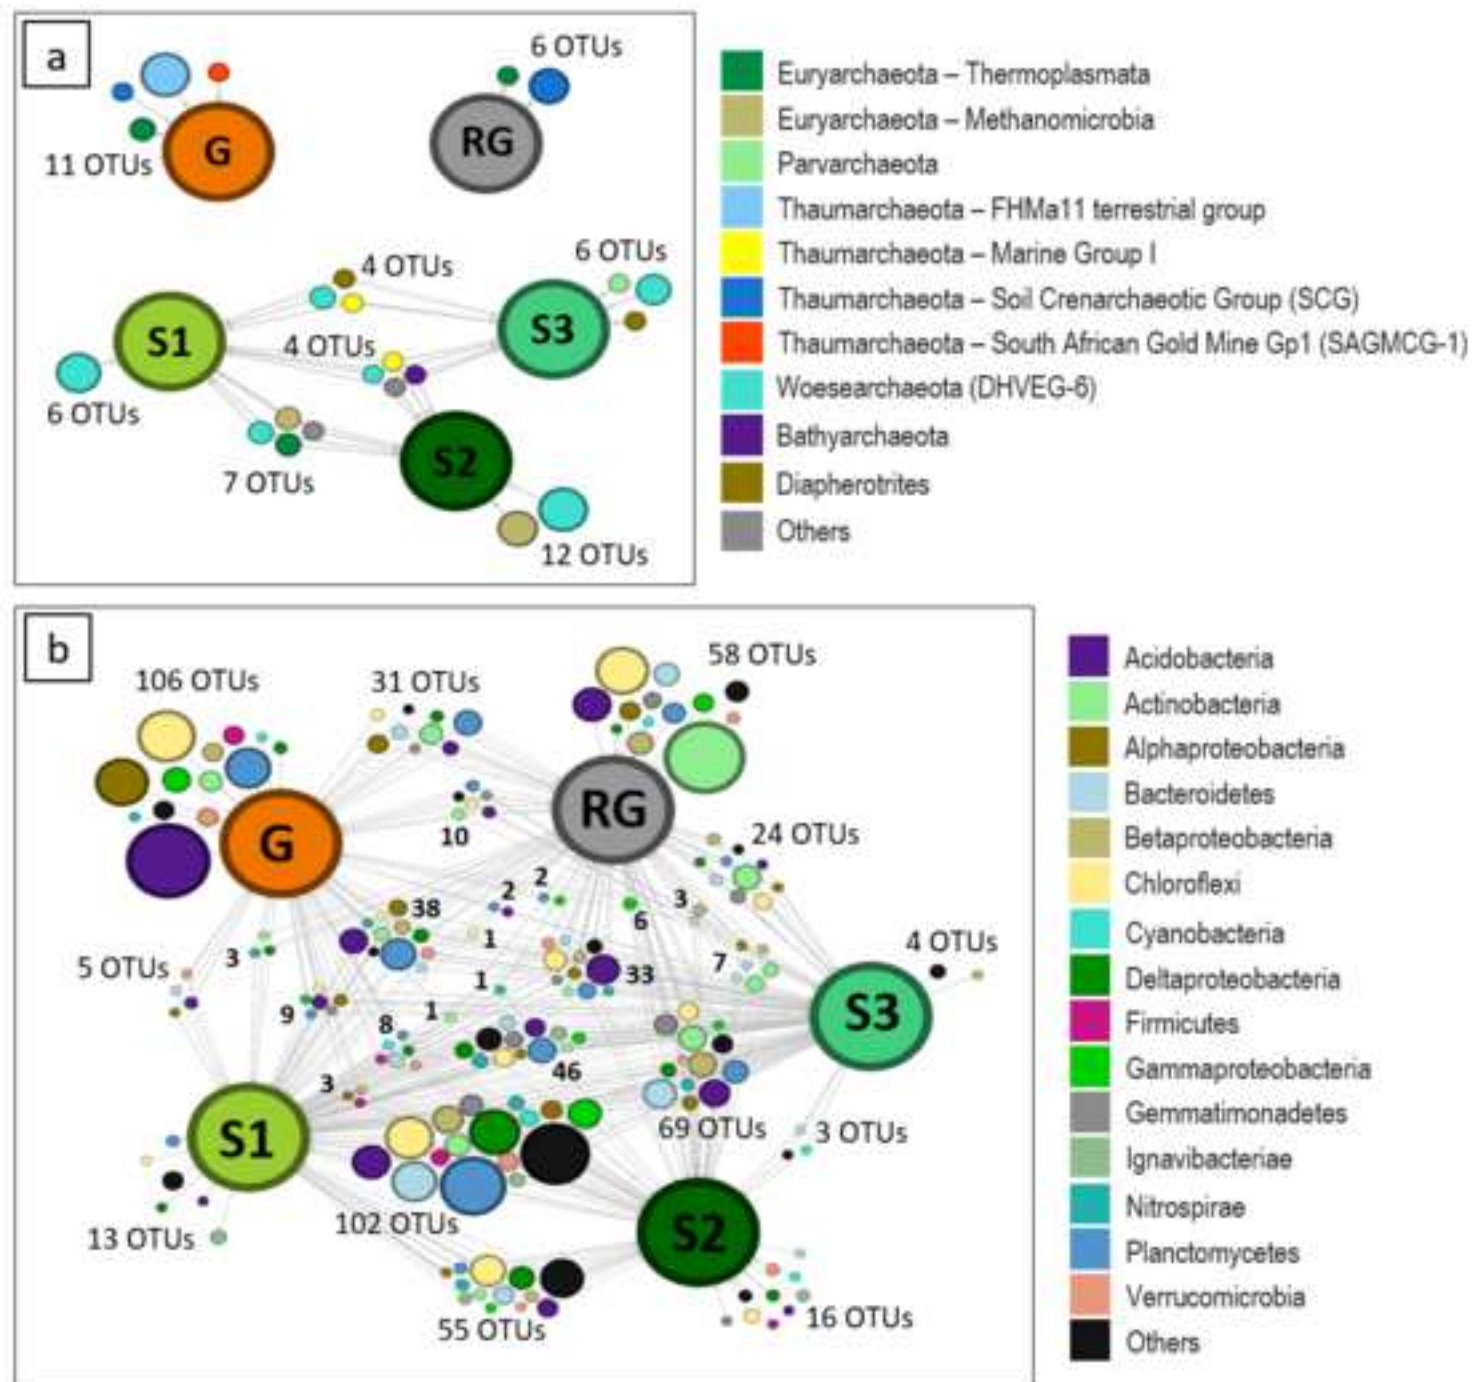 a
6 OTUs
G
RG
11 OTUs
4 OTUs
6 OTUs
S1
S3
4 OTUs
6 OTUs
S2
7 OTUs
12 OTUs
Euryarchaeota – Thermoplasmata
Euryarchaeota – Methanomicrobia
Parvarchaeota
Thaumarchaeota – FHMa11 terrestrial group
Thaumarchaeota – Marine Group I
Thaumarchaeota – Soil Crenarchaeotic Group (SCG)
Thaumarchaeota – South African Gold Mine Gp1 (SAGMCG-1)
Woesearchaeota (DHVEG-6)
Bathyarchaeota
Diapherotrites
Others
b
106 OTUs
31 OTUs
58 OTUs
G
RG
10
24 OTUs
2
2
38
6
3
1
3
5 OTUs
33
7
4 OTUs
1
9
8
1
S3
46
3
S1
69 OTUs
3 OTUs
102 OTUs
13 OTUs
S2
55 OTUs
16 OTUs
Acidobacteria
Actinobacteria
Alphaproteobacteria
Bacteroidetes
Betaproteobacteria
Chloroflexi
Cyanobacteria
Deltaproteobacteria
Firmicutes
Gammaproteobacteria
Gemmatimonadetes
Ignavibacteriae
Nitrospirae
Planctomycetes
Verrucomicrobia
Others